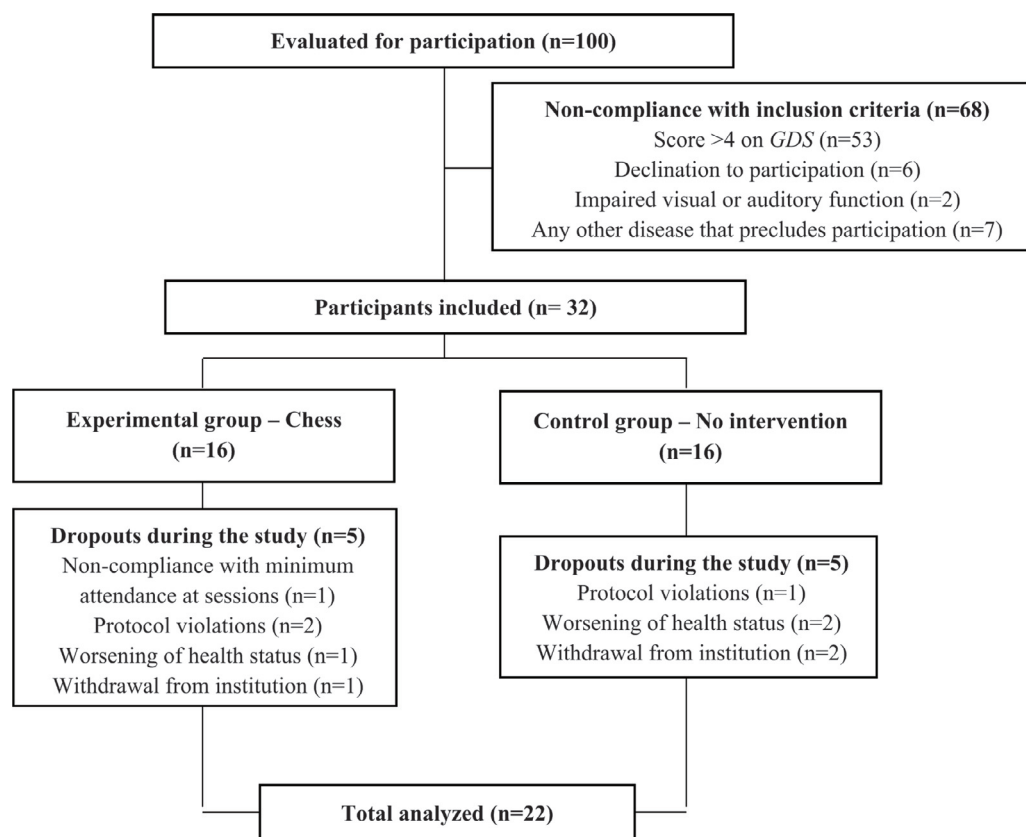 Evaluated for participation (n=100)
Non-compliance with inclusion criteria (n=68)
Score >4 on GDS (n=53)
Declination to participation (n=6)
Impaired visual or auditory function (n=2)
Any other disease that precludes participation (n=7)
Participants included (n= 32)
Experimental group – Chess
(n=16)
Control group – No intervention
(n=16)
Dropouts during the study (n=5)
Non-compliance with minimum
attendance at sessions (n=1)
Protocol violations (n=2)
Worsening of health status (n=1)
Withdrawal from institution (n=1)
Dropouts during the study (n=5)
Protocol violations (n=1)
Worsening of health status (n=2)
Withdrawal from institution (n=2)
Total analyzed (n=22)